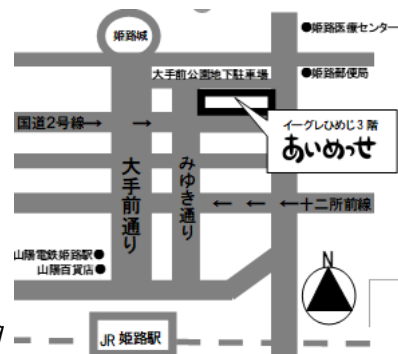 姫路城
●姫路医療センター
大手前公園地下駐車場
●姫路郵便局
国道2号線→
→
イーグレひめじ3階
あいめっせ
大手前通り
みゆき通り
← ← ←十二所前線
山陽電鉄姫路駅●
山陽百貨店●
N
JR 姫路駅